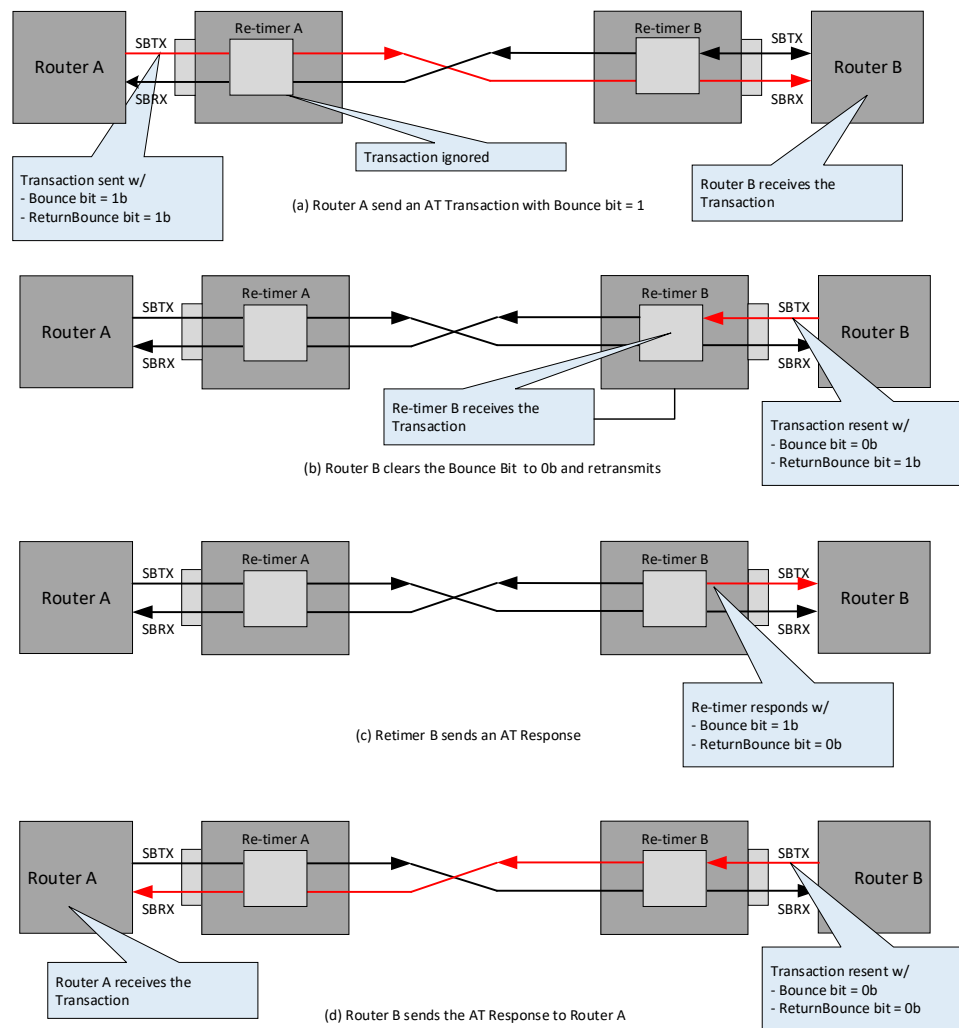 Re-timer A
Re-timer B
SBTX
SBTX
Router A
Router B
SBRX
SBRX
Transaction ignored
Transaction sent w/
- Bounce bit = 1b
- ReturnBounce bit = 1b
Router B receives the
Transaction
(a) Router A send an AT Transaction with Bounce bit = 1
Re-timer A
Re-timer B
SBTX
SBTX
Router A
Router B
SBRX
SBRX
Re-timer B receives the
Transaction
Transaction resent w/
- Bounce bit = 0b
- ReturnBounce bit = 1b
(b) Router B clears the Bounce Bit to 0b and retransmits
Re-timer A
Re-timer B
SBTX
SBTX
Router A
Router B
SBRX
SBRX
Re-timer responds w/
- Bounce bit = 1b
- ReturnBounce bit = 0b
(c) Retimer B sends an AT Response
Re-timer A
Re-timer B
SBTX
SBTX
Router A
Router B
SBRX
SBRX
Router A receives the
Transaction
Transaction resent w/
- Bounce bit = 0b
- ReturnBounce bit = 0b
(d) Router B sends the AT Response to Router A